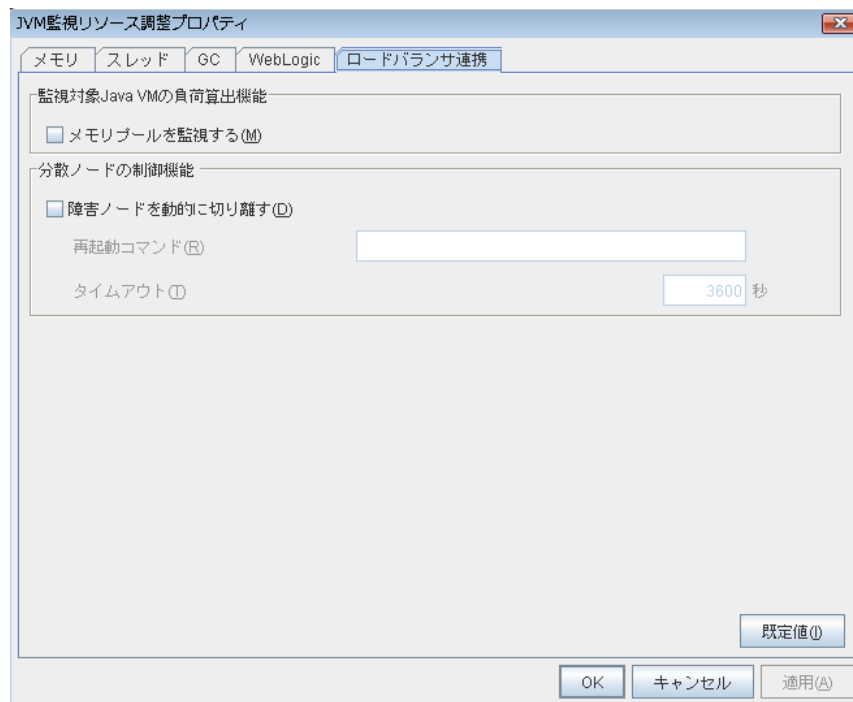 JVM監視リソース調整プロパティ
メモリ スレッド GC WebLogic ロードバランサ連携
監視対象Java VMの負荷算出機能
メモリプールを監視する(M)
分散ノードの制御機能
障害ノードを動的に切り離す(D)
再起動コマンド(R)
タイムアウト(T) 3600 秒
既定値(I)
OK キャンセル 適用(A)